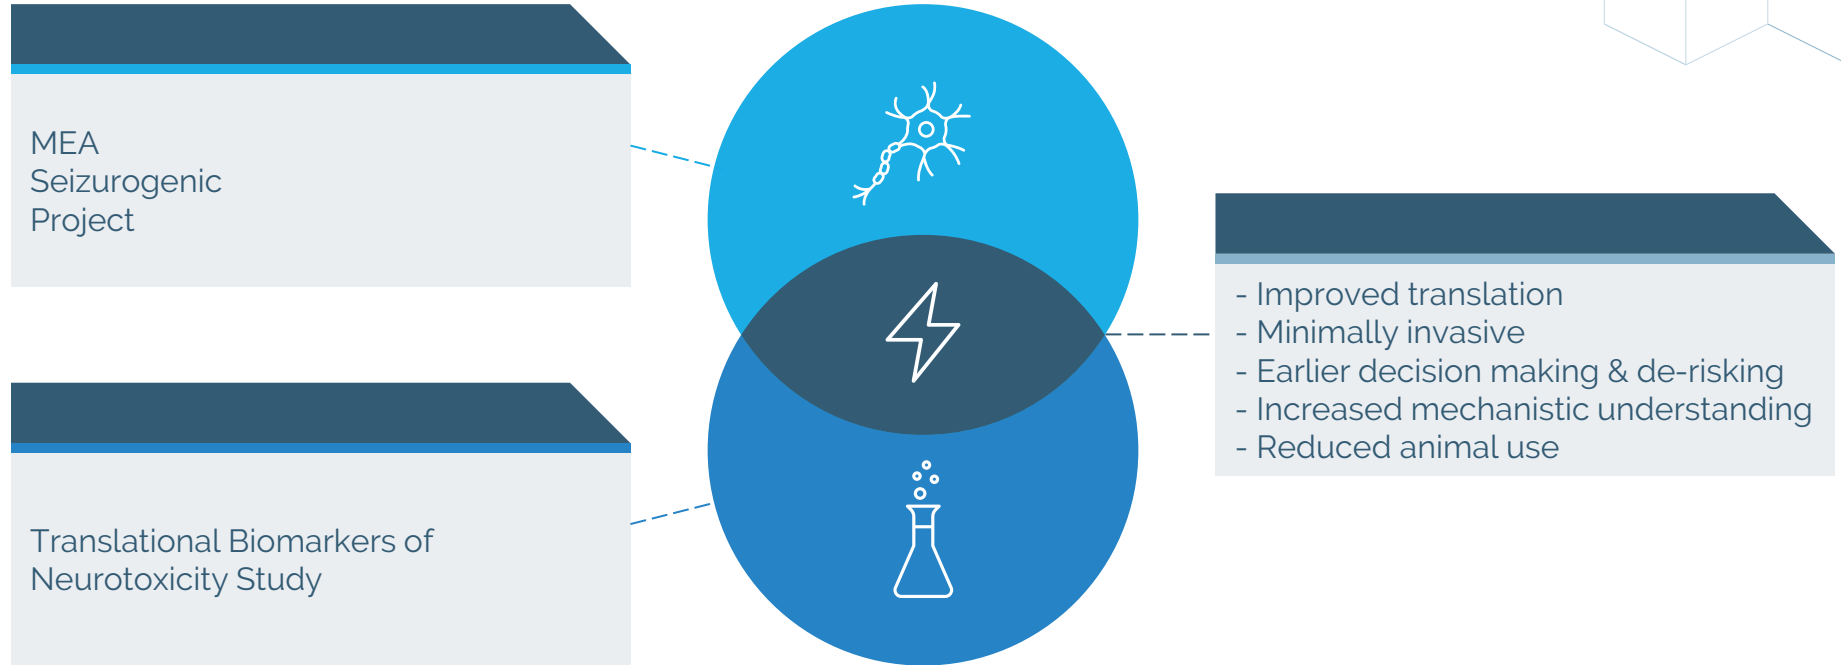 MEA
Seizurogenic
Project
Translational Biomarkers of
Neurotoxicity Study
- Improved translation
- Minimally invasive
- Earlier decision making & de-risking
- Increased mechanistic understanding
- Reduced animal use